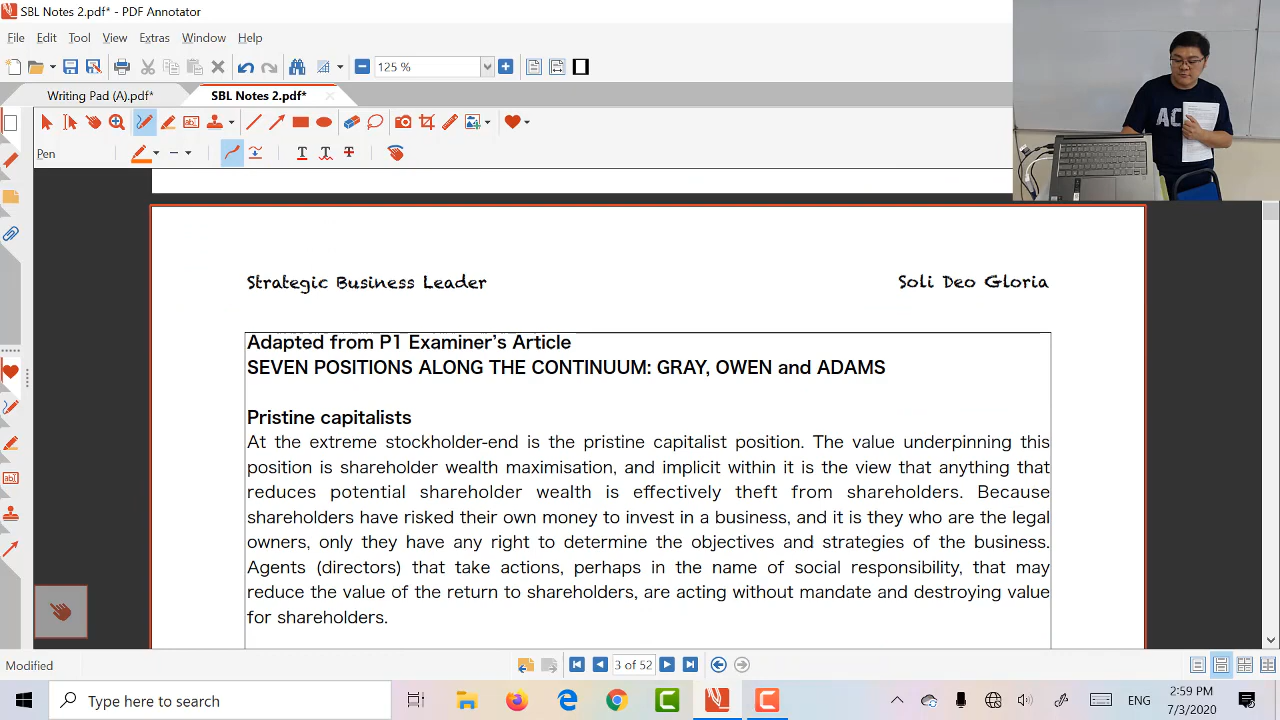 SBL Notes 2.pdf* - PDF Annotator
File Edit Tool View Extras Window Help
125 %
Writing Pad (A).pdf* SBL Notes 2.pdf*
Pen
Strategic Business Leader Soli Deo Gloria
Adapted from P1 Examiner's Article
SEVEN POSITIONS ALONG THE CONTINUUM: GRAY, OWEN and ADAMS
Pristine capitalists
At the extreme stockholder-end is the pristine capitalist position. The value underpinning this
position is shareholder wealth maximisation, and implicit within it is the view that anything that
reduces potential shareholder wealth is effectively theft from shareholders. Because
shareholders have risked their own money to invest in a business, and it is they who are the legal
owners, only they have any right to determine the objectives and strategies of the business.
Agents (directors) that take actions, perhaps in the name of social responsibility, that may
reduce the value of the return to shareholders, are acting without mandate and destroying value
for shareholders.
Modified
3 of 52
Type here to search
ENG
2:59 PM
7/3/2020